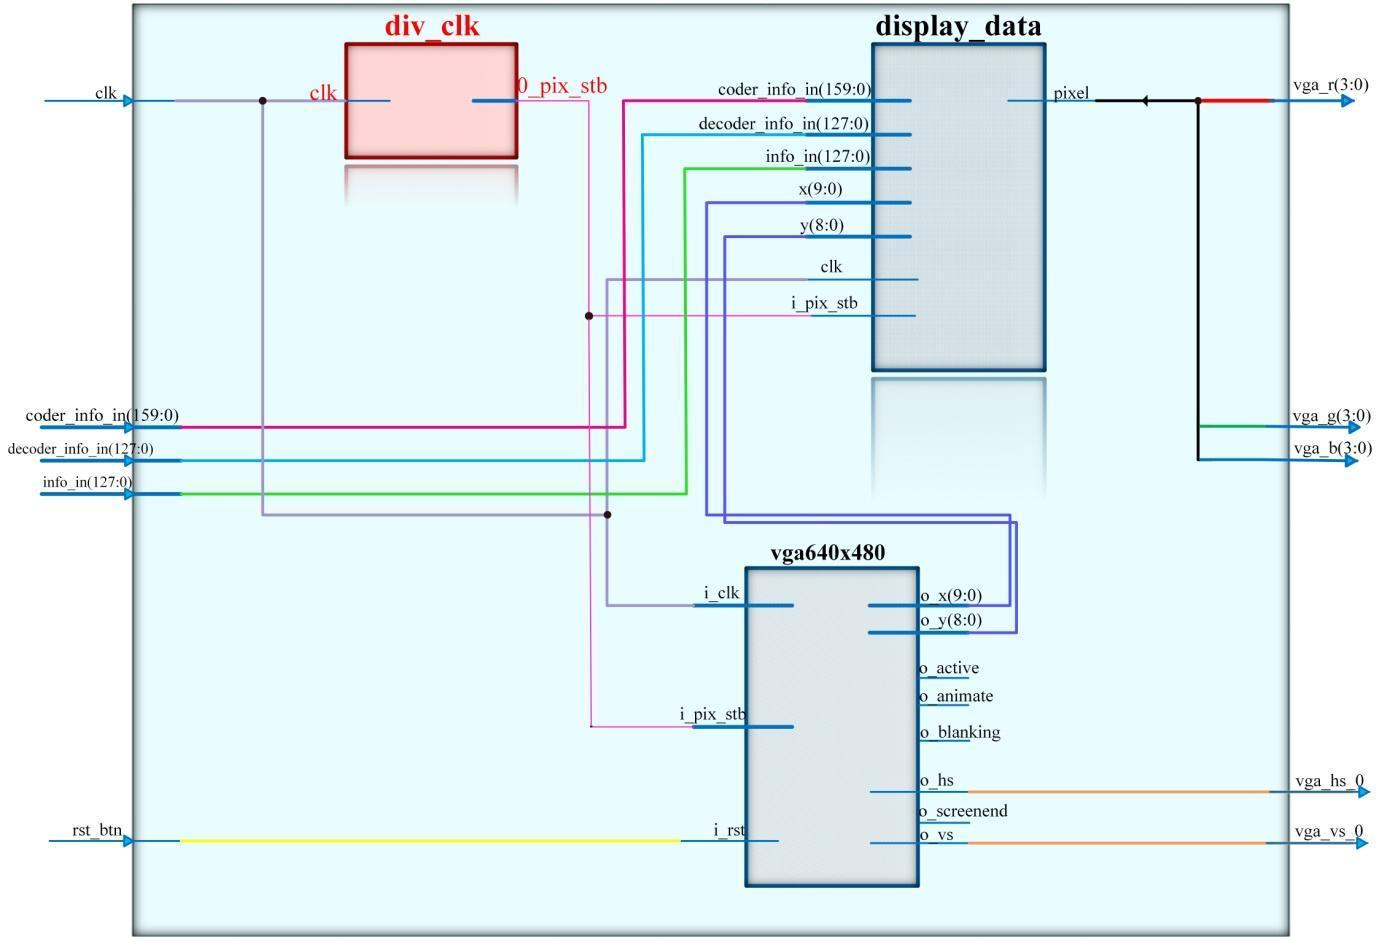 div_clk
display_data
clk
clk
0_pix_stb
coder_info_in(159:0)
decoder_info_in(127:0)
info_in(127:0)
x(9:0)
y(8:0)
clk
i_pix_stb
pixel
vga_r(3:0)
coder_info_in(159:0)
decoder_info_in(127:0)
info_in(127:0)
vga_g(3:0)
vga_b(3:0)
vga640x480
i_clk
i_pix_stb
i_rst
o_x(9:0)
o_y(8:0)
o_active
o_animate
o_blanking
o_hs
o_screenend
o_vs
rst_btn
vga_hs_0
vga_vs_0